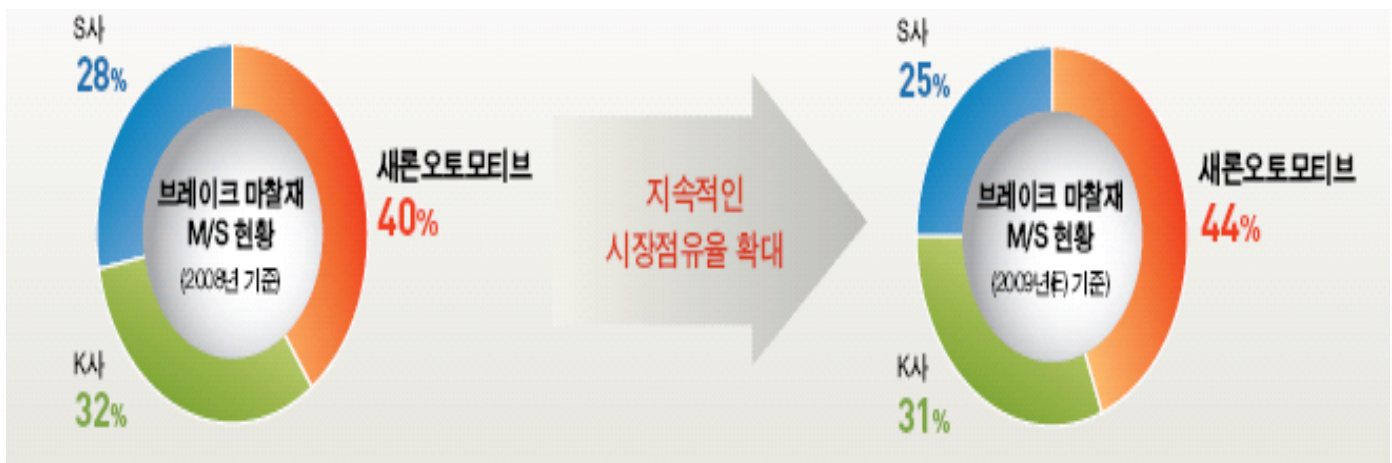 S사
28%
브레이크 마찰재
M/S 현황
(2008년 기준)
새론오토모티브
40%
K사
32%
지속적인
시장점유율 확대
S사
25%
브레이크 마찰재
M/S 현황
(2009년(E) 기준)
새론오토모티브
44%
K사
31%